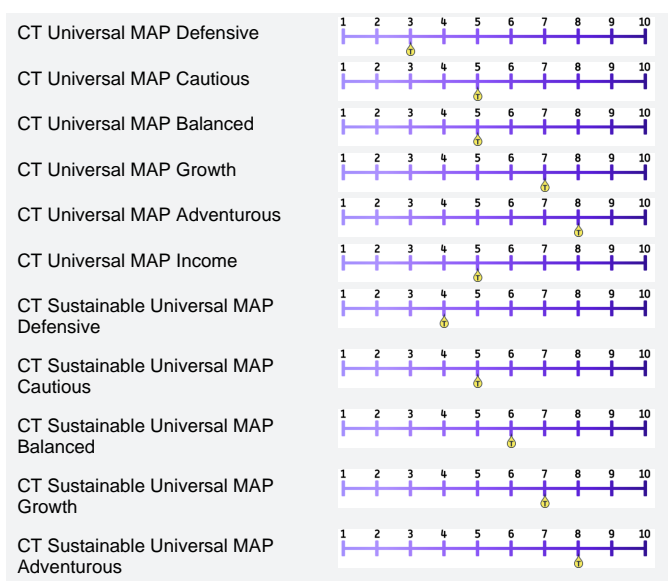 1 2 3 4 5 6 7 8 9 10
CT Universal MAP Defensive
T
1 2 3 4 5 6 7 8 9 10
CT Universal MAP Cautious
T
1 2 3 4 5 6 7 8 9 10
CT Universal MAP Balanced
T
1 2 3 4 5 6 7 8 9 10
CT Universal MAP Growth
T
1 2 3 4 5 6 7 8 9 10
CT Universal MAP Adventurous
T
1 2 3 4 5 6 7 8 9 10
CT Universal MAP Income
T
1 2 3 4 5 6 7 8 9 10
CT Sustainable Universal MAP
Defensive
T
1 2 3 4 5 6 7 8 9 10
CT Sustainable Universal MAP
Cautious
T
1 2 3 4 5 6 7 8 9 10
CT Sustainable Universal MAP
Balanced
T
1 2 3 4 5 6 7 8 9 10
CT Sustainable Universal MAP
Growth
T
1 2 3 4 5 6 7 8 9 10
CT Sustainable Universal MAP
Adventurous
T